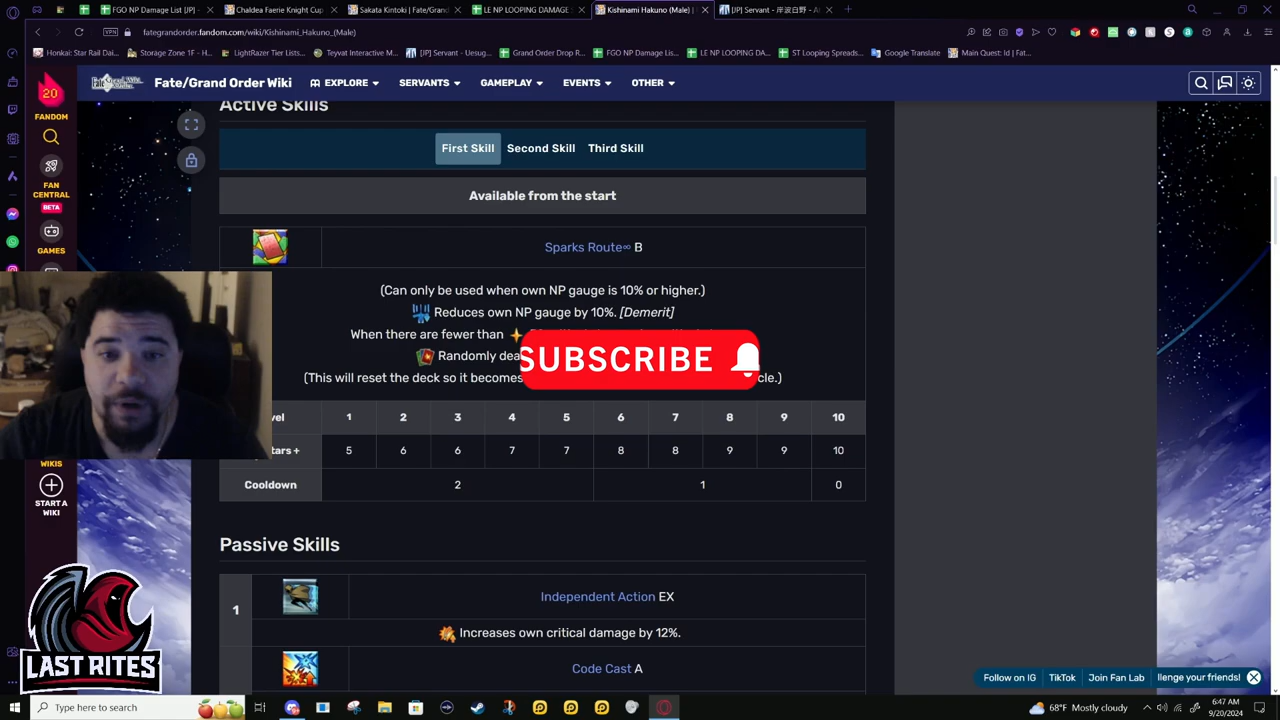 FGO NP Damage List [JP] -
Chaldea Faerie Knight Cup
Sakata Kintoki | Fate/Grand
LE NP LOOPING DAMAGE
Kishinami Hakuno (Male) |
[JP] Servant - 岸波白野 -
VPN
fategrandorder.fandom.com/wiki/Kishinami_Hakuno_(Male)
Honkai: Star Rail Dai...
Storage Zone 1F - H...
LightRazer Tier Lists...
Teyvat Interactive M...
[JP] Servant - Uesug...
Grand Order Drop R...
FGO NP Damage Lis...
LE NP LOOPING DA...
ST Looping Spreads...
Google Translate
Main Quest: Id | Fat...
20
FANDOM
Fate/Grand Order Wiki
EXPLORE
SERVANTS
GAMEPLAY
EVENTS
OTHER
FAN
CENTRAL
BETA
GAMES
WIKIS
START A
WIKI
Active Skills
First Skill
Second Skill
Third Skill
Available from the start
Sparks Route∞ B
(Can only be used when own NP gauge is 10% or higher.)
Reduces own NP gauge by 10%. [Demerit]
When there are fewer than
Randomly dea
(This will reset the deck so it becomes
cle.)
SUBSCRIBE
vel 1 2 3 4 5 6 7 8 9 10
tars + 5 6 6 7 7 8 8 9 9 10
Cooldown 2 1 0
Passive Skills
1
Independent Action EX
Increases own critical damage by 12%.
Code Cast A
LAST RITES
Follow on IG
TikTok
Join Fan Lab
llenge your friends!
Type here to search
68°F Mostly cloudy
6:47 AM
9/20/2024